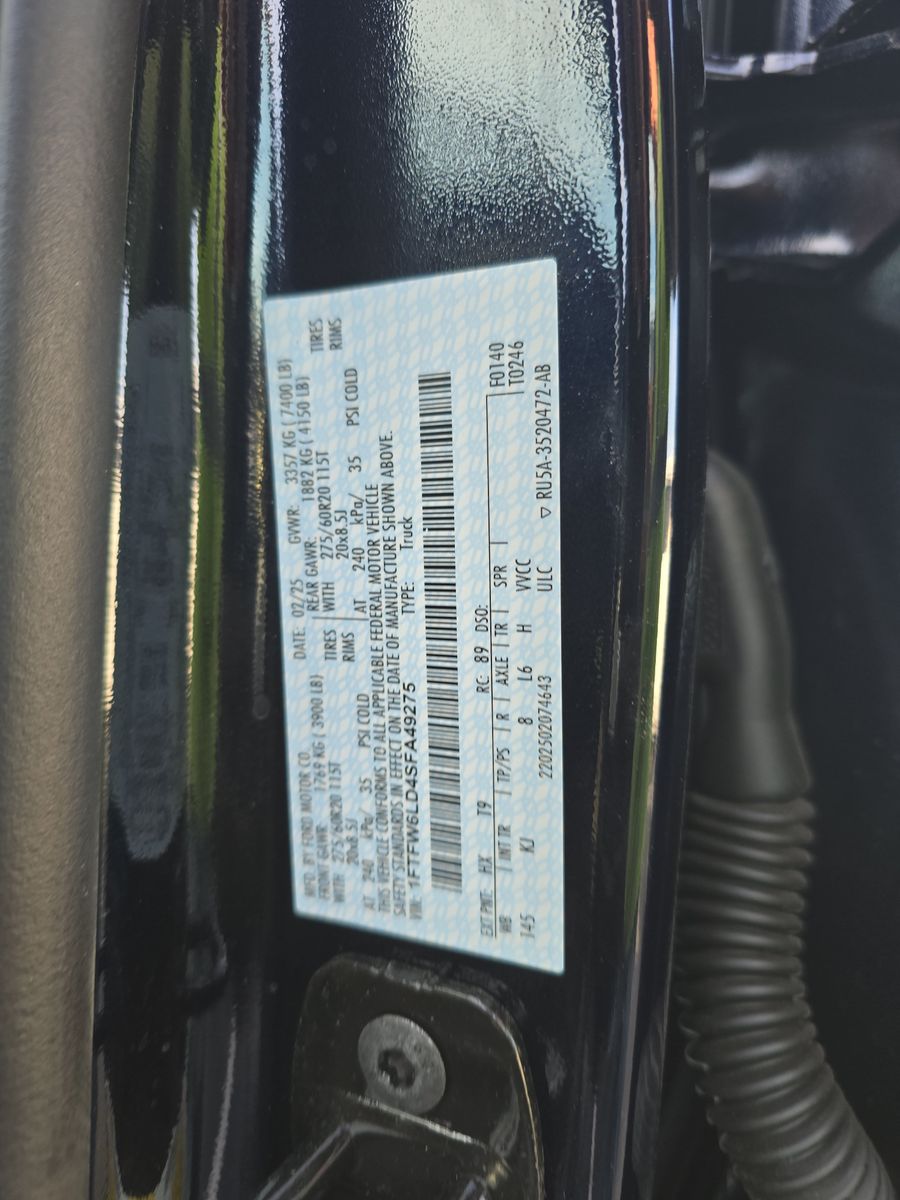 MFD. BY FORD MOTOR CO. DATE: 02/25 GVWR: 3357 KG ( 7400 LB)
FRONT GAWR: 1769 KG ( 3900 LB) REAR GAWR: 1882 KG ( 4150 LB)
WITH 275/60R20 115T TIRES WITH 275/60R20 115T TIRES
20x8.5J RIMS 20x8.5J RIMS
AT 240 kPa/ 35 PSI COLD AT 240 kPa/ 35 PSI COLD
THIS VEHICLE CONFORMS TO ALL APPLICABLE FEDERAL MOTOR VEHICLE
SAFETY STANDARDS IN EFFECT ON THE DATE OF MANUFACTURE SHOWN ABOVE.
VIN: 1FTFW6LD4SFA49275 TYPE: Truck
EXT PNT: HX T9 RC: 89 DSO: F0140
WB INT TR TP/PS R AXLE TR SPR T0246
145 KJ 8 L6 H VVCC
2202502074643 ULC ▽ RU5A-3520472-AB